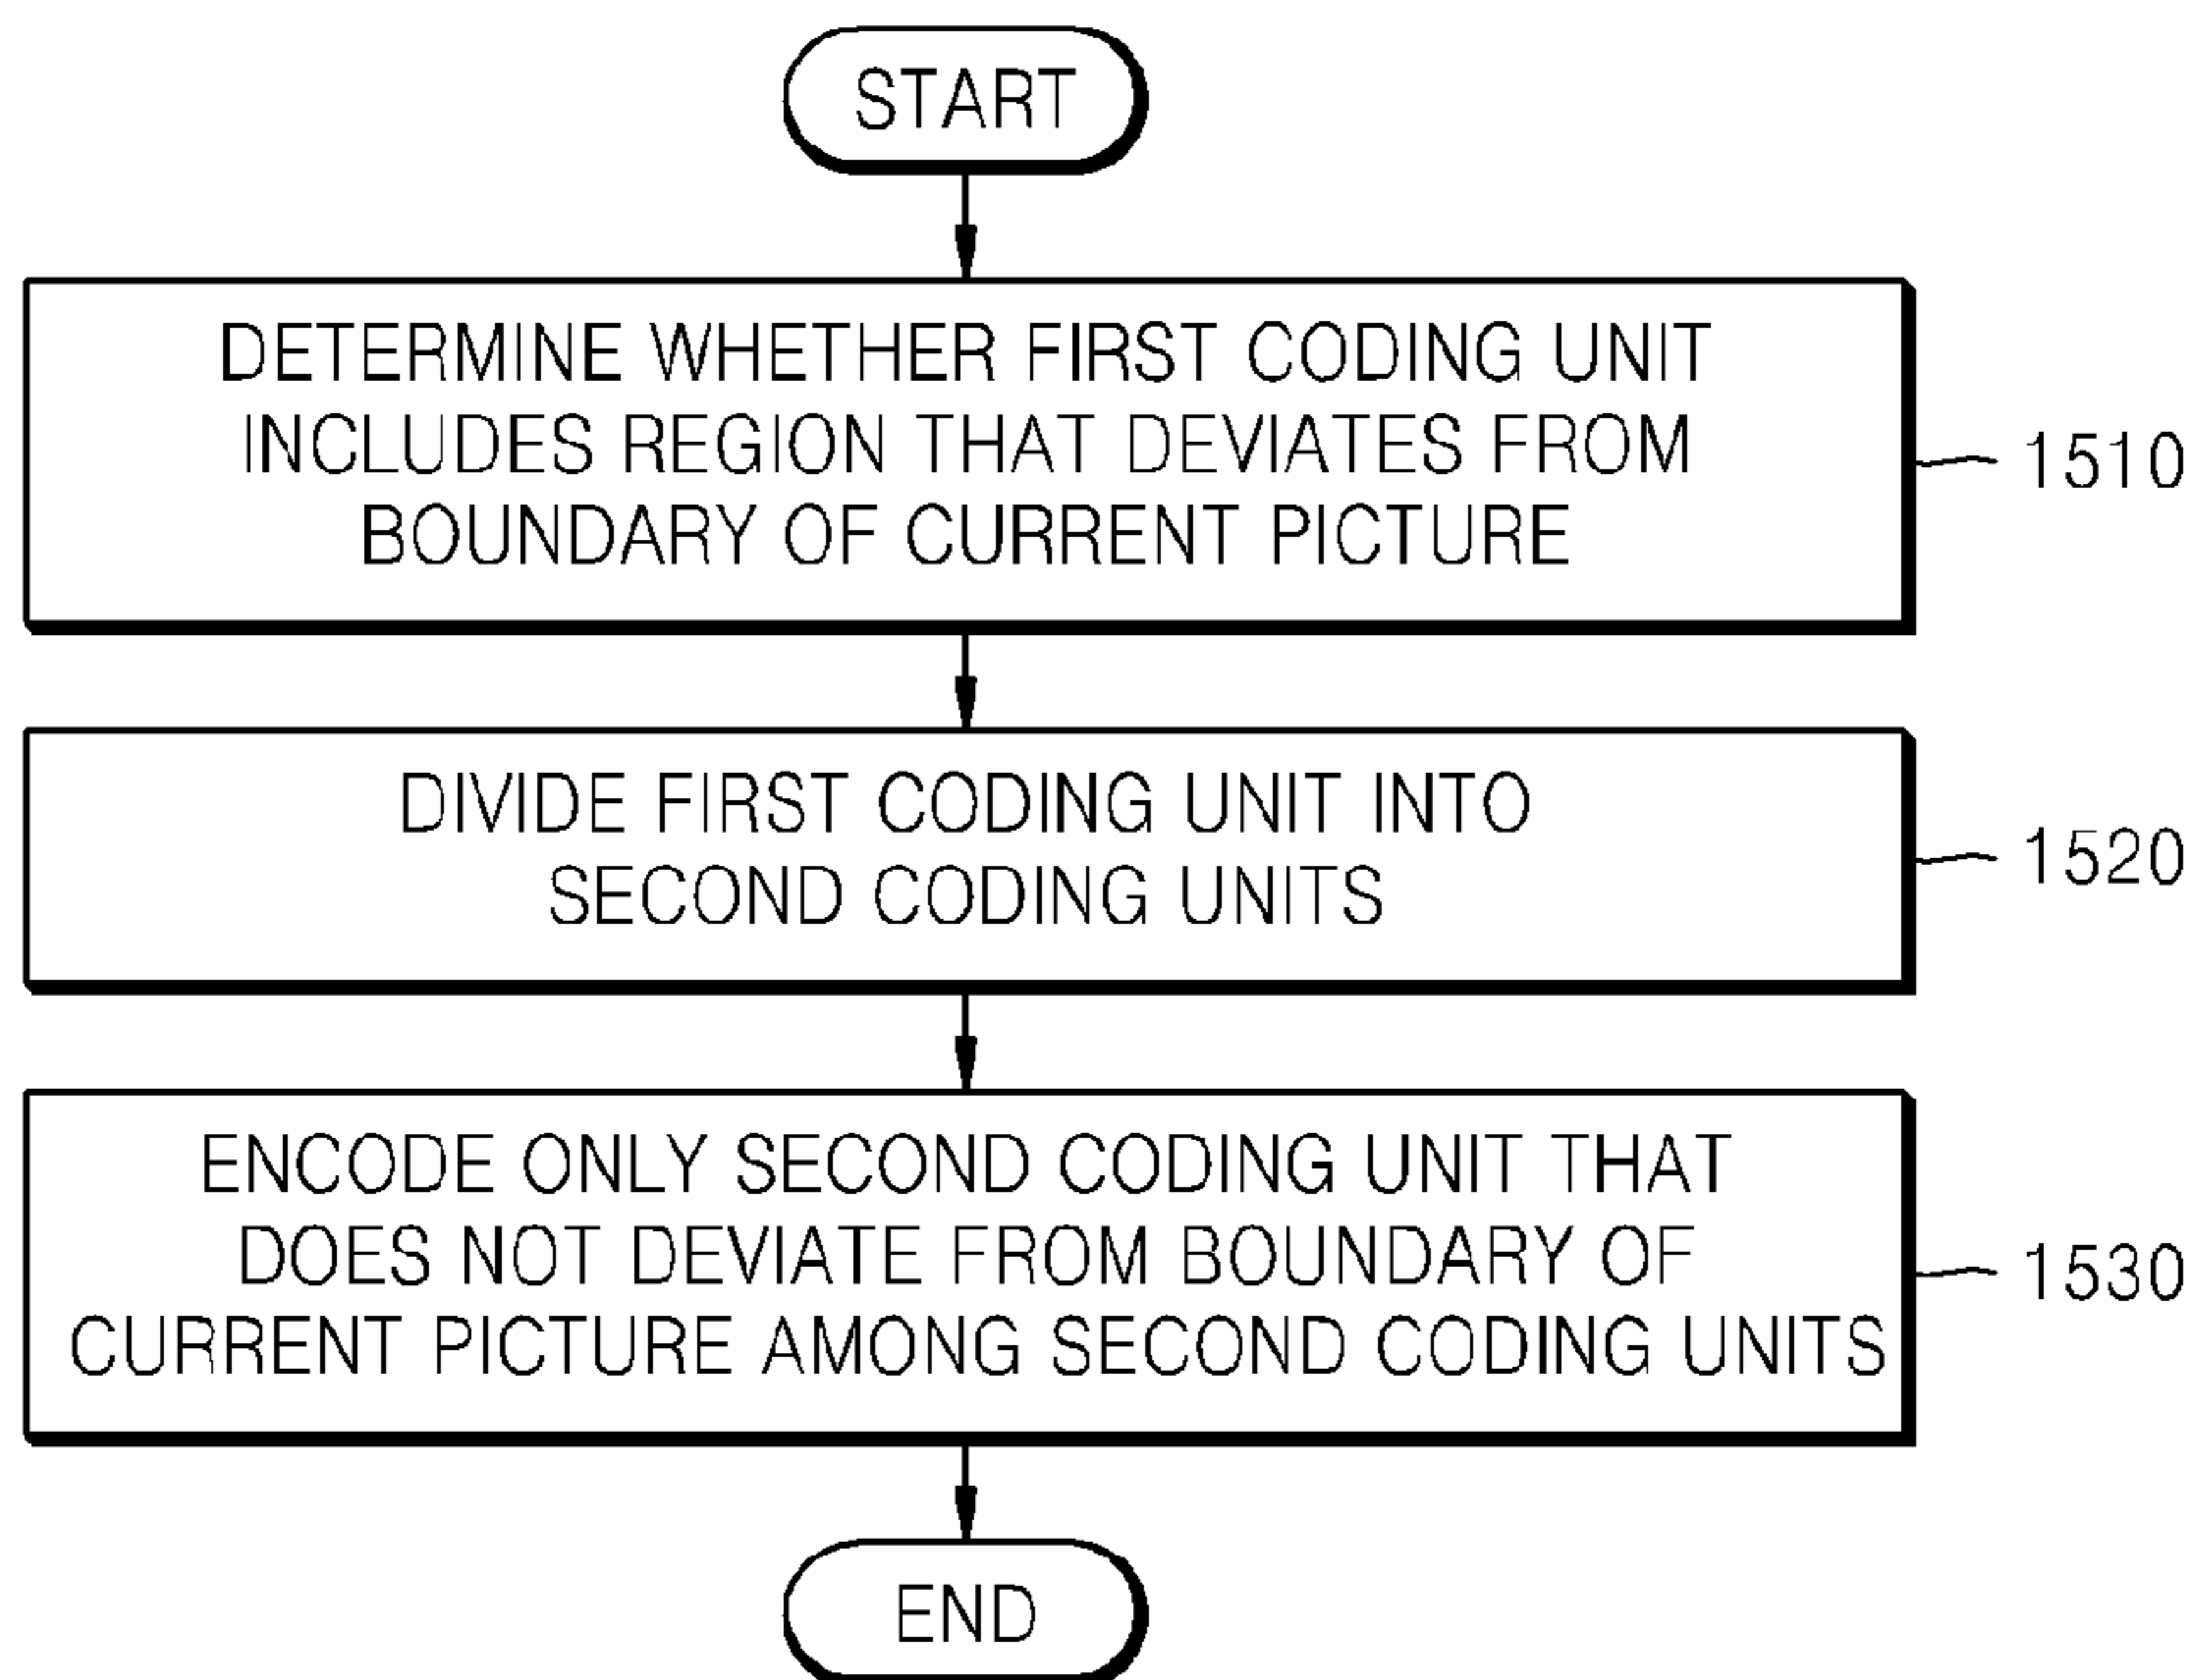 START
DETERMINE WHETHER FIRST CODING UNIT
INCLUDES REGION THAT DEVIATES FROM
BOUNDARY OF CURRENT PICTURE
1510
DIVIDE FIRST CODING UNIT INTO
SECOND CODING UNITS
1520
ENCODE ONLY SECOND CODING UNIT THAT
DOES NOT DEVIATE FROM BOUNDARY OF
CURRENT PICTURE AMONG SECOND CODING UNITS
1530
END